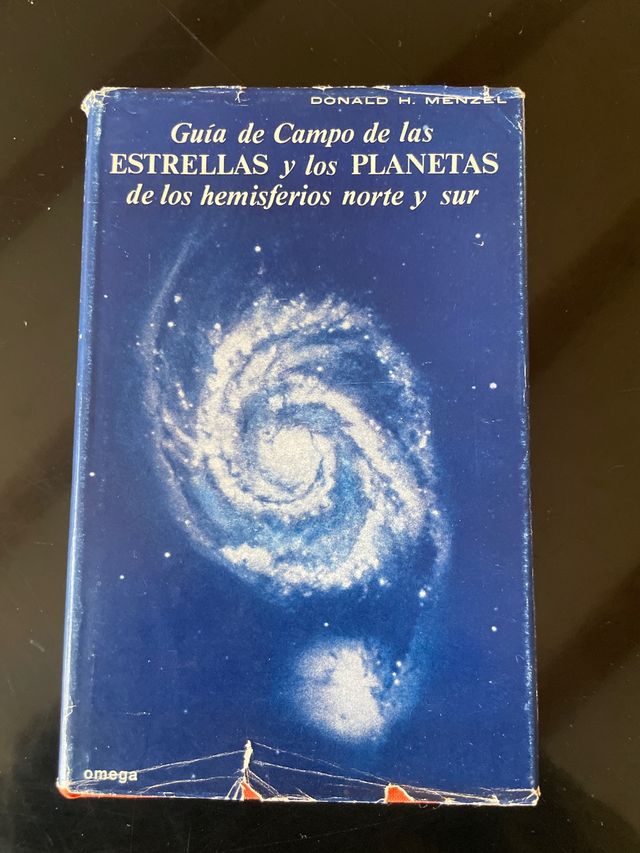 DONALD H. MENZEL
Guía de Campo de las
ESTRELLAS y los PLANETAS
de los hemisferios norte y sur
omega